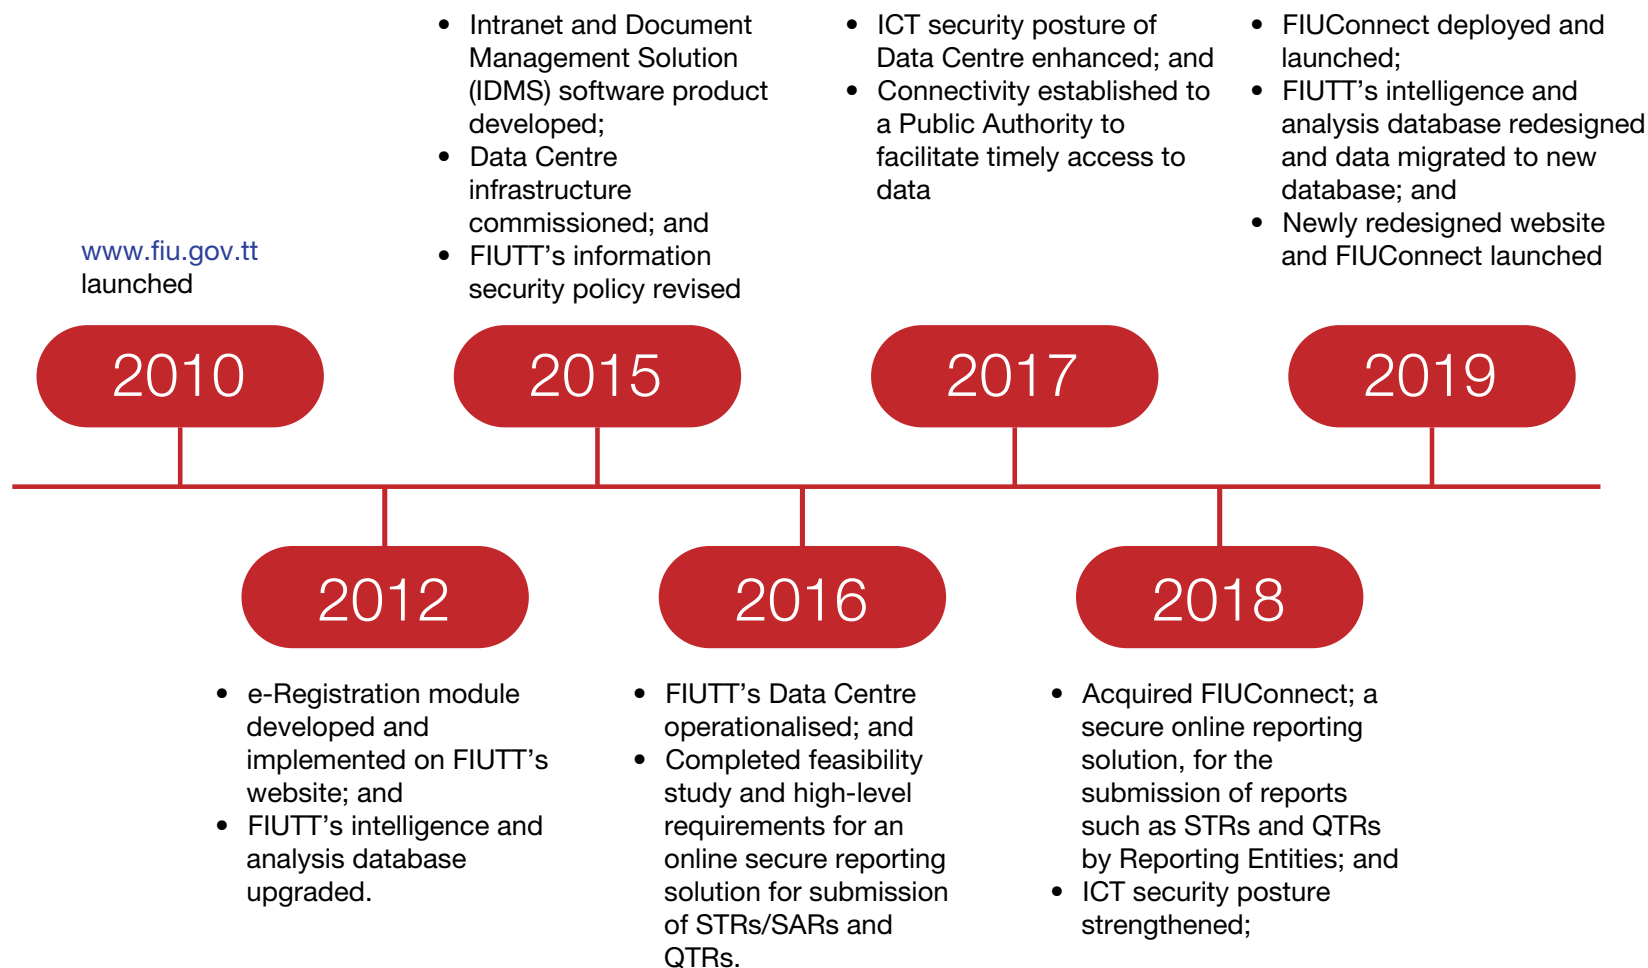 www.fiu.gov.tt
launched
2010
• Intranet and Document
Management Solution
(IDMS) software product
developed;
• Data Centre
infrastructure
commissioned; and
• FIUTT’s information
security policy revised
2015
• ICT security posture of
Data Centre enhanced; and
• Connectivity established to
a Public Authority to
facilitate timely access to
data
2017
• FIUConnect deployed and
launched;
• FIUTT’s intelligence and
analysis database redesigned
and data migrated to new
database; and
• Newly redesigned website
and FIUConnect launched
2019
2012
• e-Registration module
developed and
implemented on FIUTT’s
website; and
• FIUTT’s intelligence and
analysis database
upgraded.
2016
• FIUTT’s Data Centre
operationalised; and
• Completed feasibility
study and high-level
requirements for an
online secure reporting
solution for submission
of STRs/SARs and
QTRs.
2018
• Acquired FIUConnect; a
secure online reporting
solution, for the
submission of reports
such as STRs and QTRs
by Reporting Entities; and
• ICT security posture
strengthened;